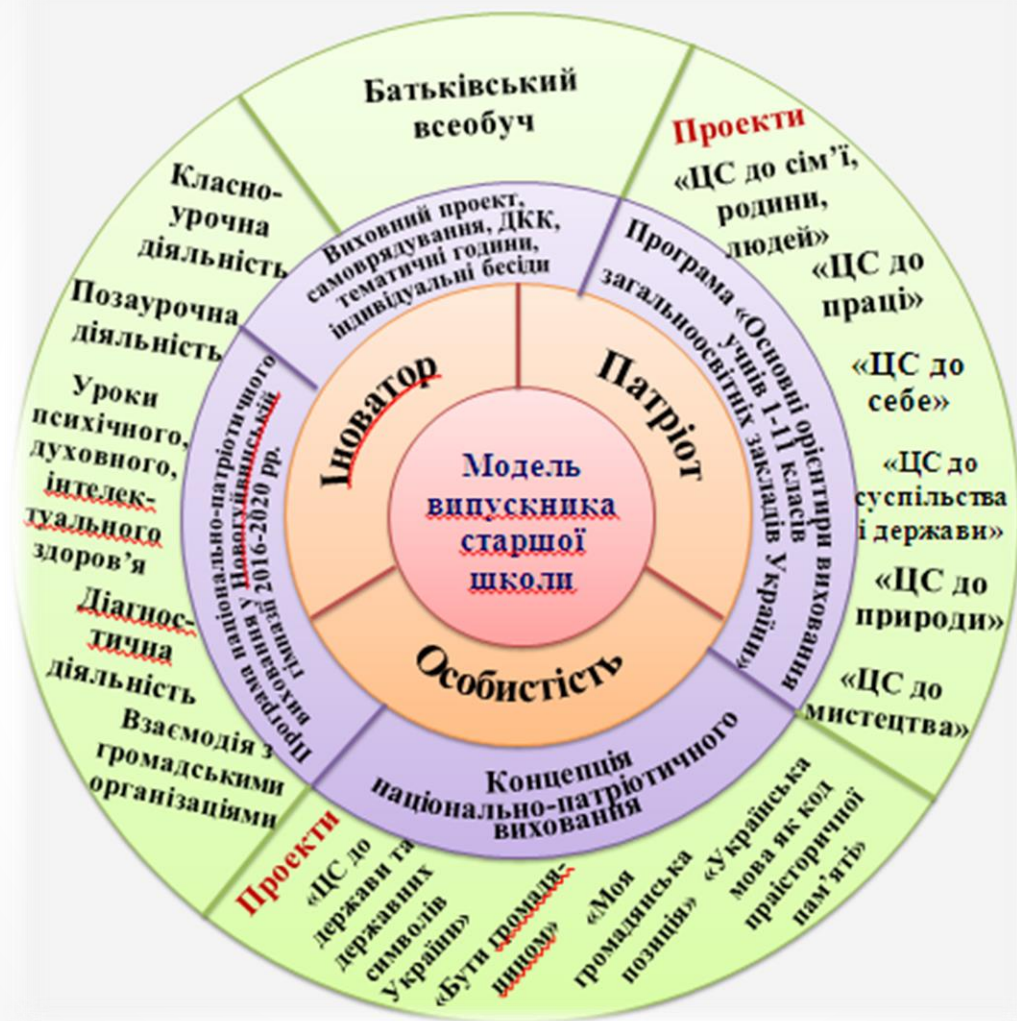 Модель
випускника
старшої
школи
Іноватор
Патріот
Особистість
Виховний проект,
самоврядування, ДКК,
тематичні години,
індивідуальні бесіди
Програма «Основні орієнтири виховання
учнів 1-11 класів
загальноосвітніх закладів України»
Концепція
національно-патріотичного
виховання
Програма національно-патріотичного
виховання у Новогуйвинській
гімназії 2016-2020 рр.
Батьківський
всеобуч
Проекти
«ЦС до сім’ї,
родини,
людей»
«ЦС до
праці»
«ЦС до
себе»
«ЦС до
суспільства
і держави»
«ЦС до
природи»
«ЦС до
мистецтва»
Проекти
«ЦС до
держави та
державних
символів
України»
«Бути громадя-
нином»
«Моя
громадянська
позиція»
«Українська
мова як код
праісторичної
пам’яті»
Класно-
урочна
діяльність
Позаурочна
діяльність
Уроки
психічного,
духовного,
інтелек-
туального
здоров’я
Діагнос-
тична
діяльність
Взаємодія з
громадськими
організаціями